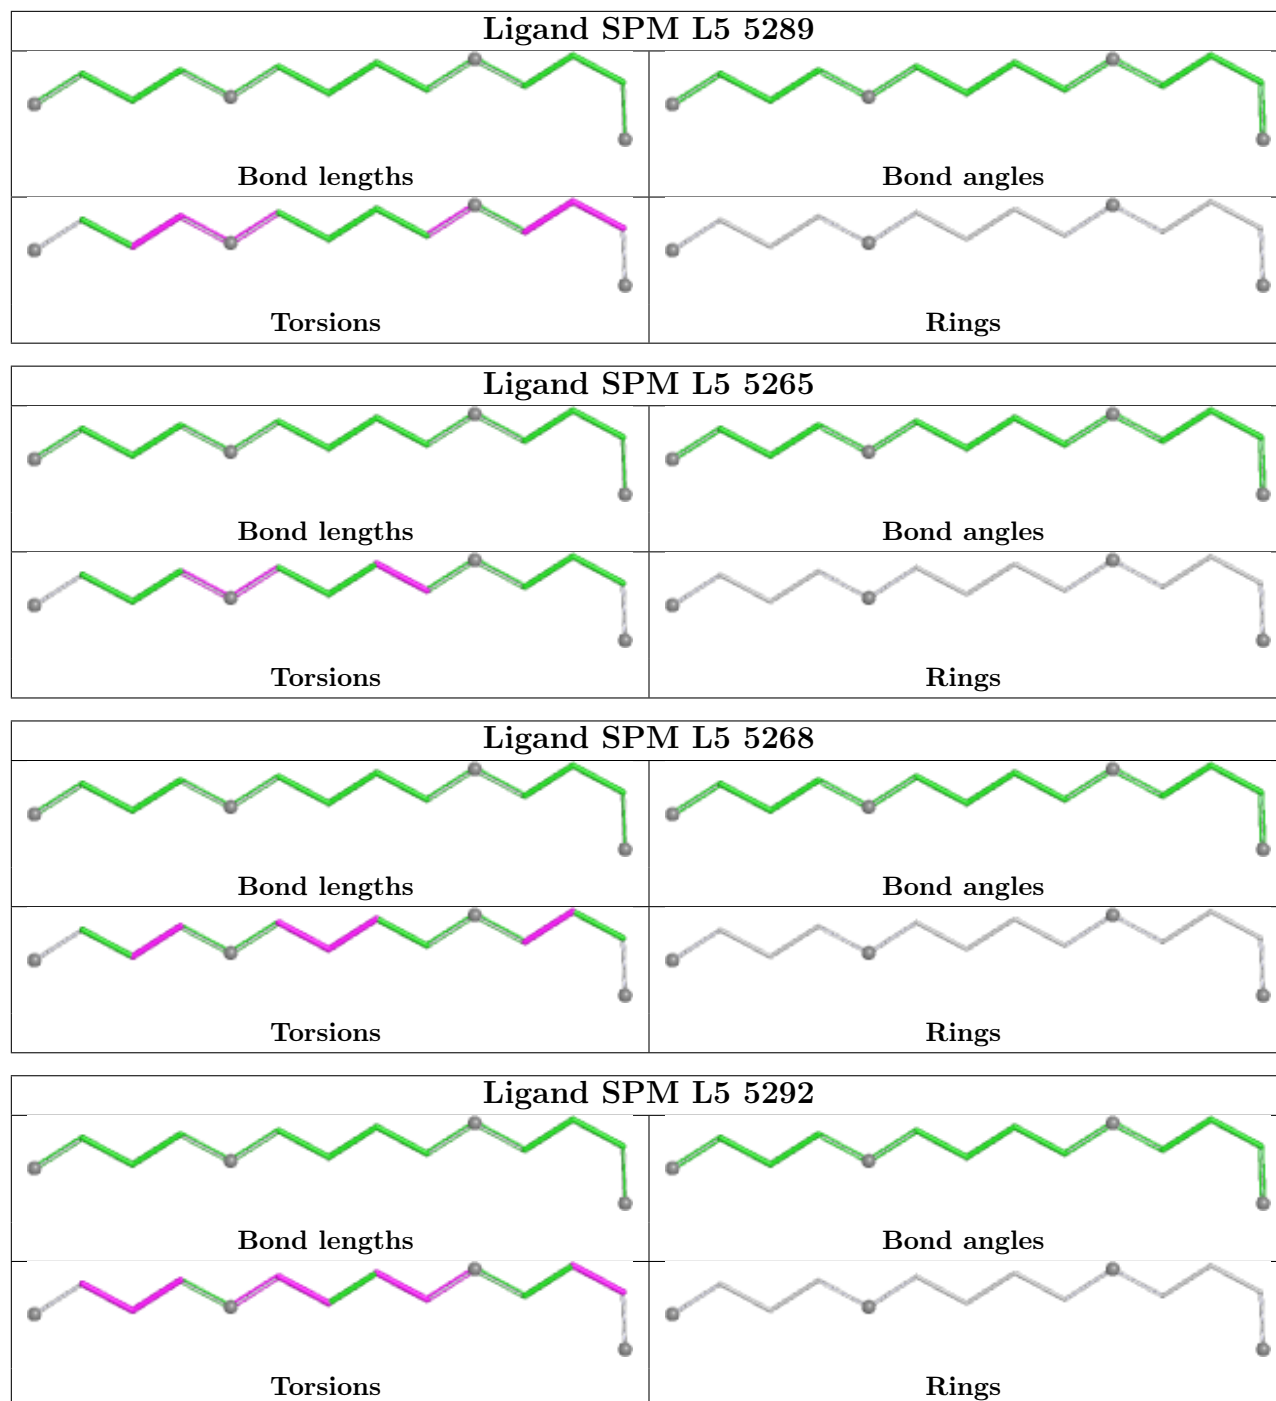 Ligand SPM L5 5289
Bond lengths
Bond angles
Torsions
Rings
Ligand SPM L5 5265
Bond lengths
Bond angles
Torsions
Rings
Ligand SPM L5 5268
Bond lengths
Bond angles
Torsions
Rings
Ligand SPM L5 5292
Bond lengths
Bond angles
Torsions
Rings